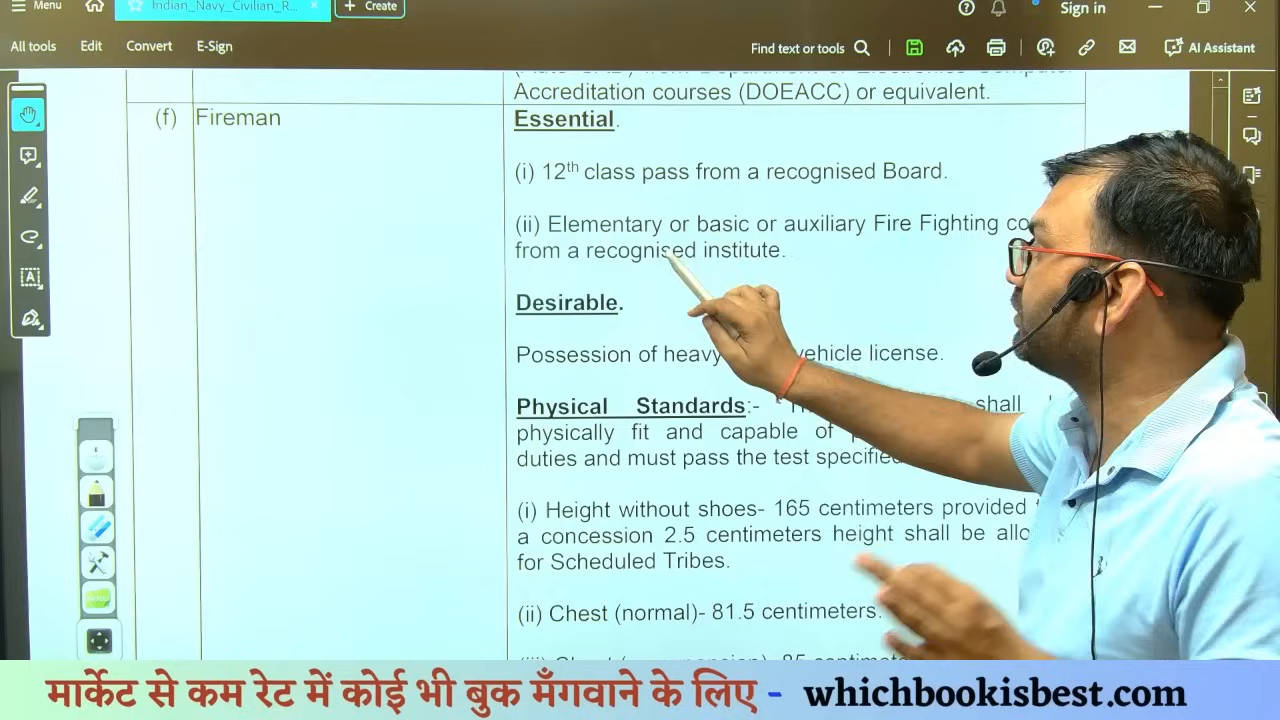 Menu
Indian_Navy_Civilian_R...
Create
Sign in
All tools Edit Convert E-Sign
Find text or tools
AI Assistant
Accreditation courses (DOEACC) or equivalent.
(f) Fireman
Essential.
(i) 12th class pass from a recognised Board.
(ii) Elementary or basic or auxiliary Fire Fighting
from a recognised institute.
Desirable.
Possession of heavy vehicle license.
Physical Standards:- shall
physically fit and capable of
duties and must pass the test specified
(i) Height without shoes- 165 centimeters provided
a concession 2.5 centimeters height shall be
for Scheduled Tribes.
(ii) Chest (normal)- 81.5 centimeters.
मार्केट से कम रेट में कोई भी बुक मँगवाने के लिए - whichbookisbest.com